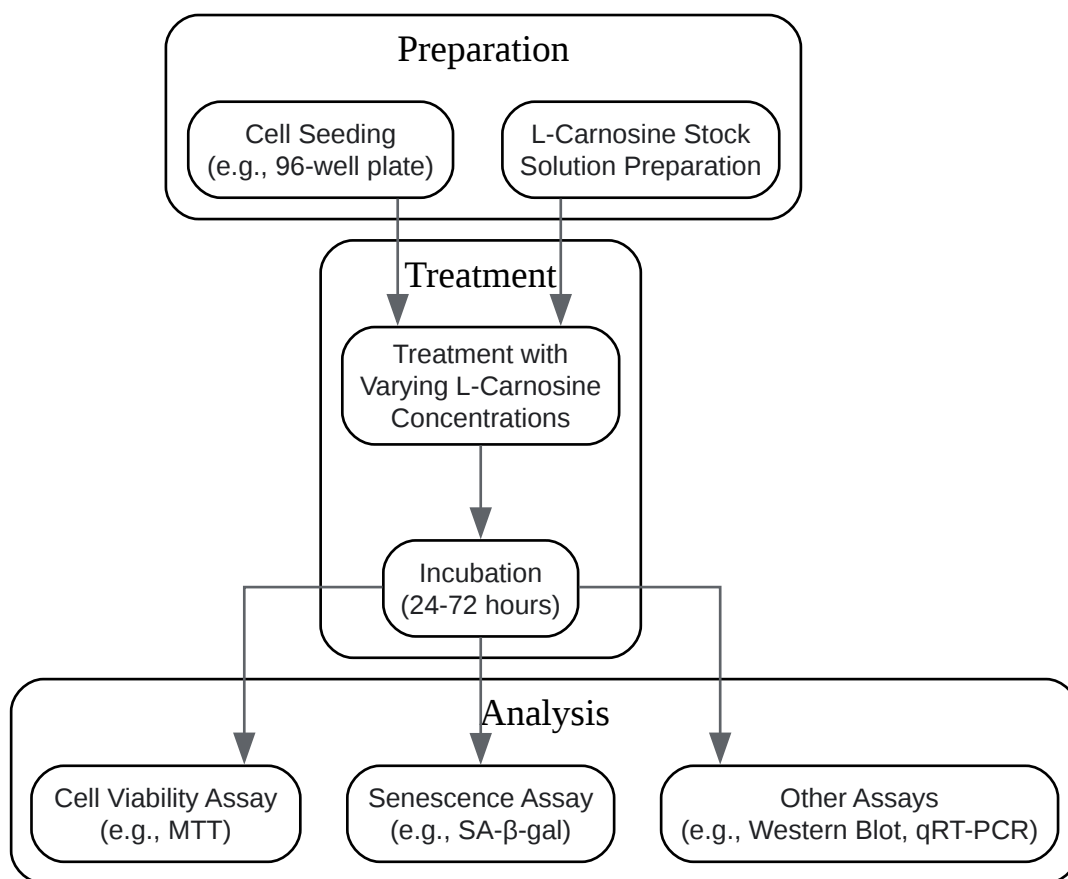 Preparation
Cell Seeding
(e.g., 96-well plate)
L-Carnosine Stock
Solution Preparation
Treatment
Treatment with
Varying L-Carnosine
Concentrations
Incubation
(24-72 hours)
Analysis
Cell Viability Assay
(e.g., MTT)
Senescence Assay
(e.g., SA-β-gal)
Other Assays
(e.g., Western Blot, qRT-PCR)